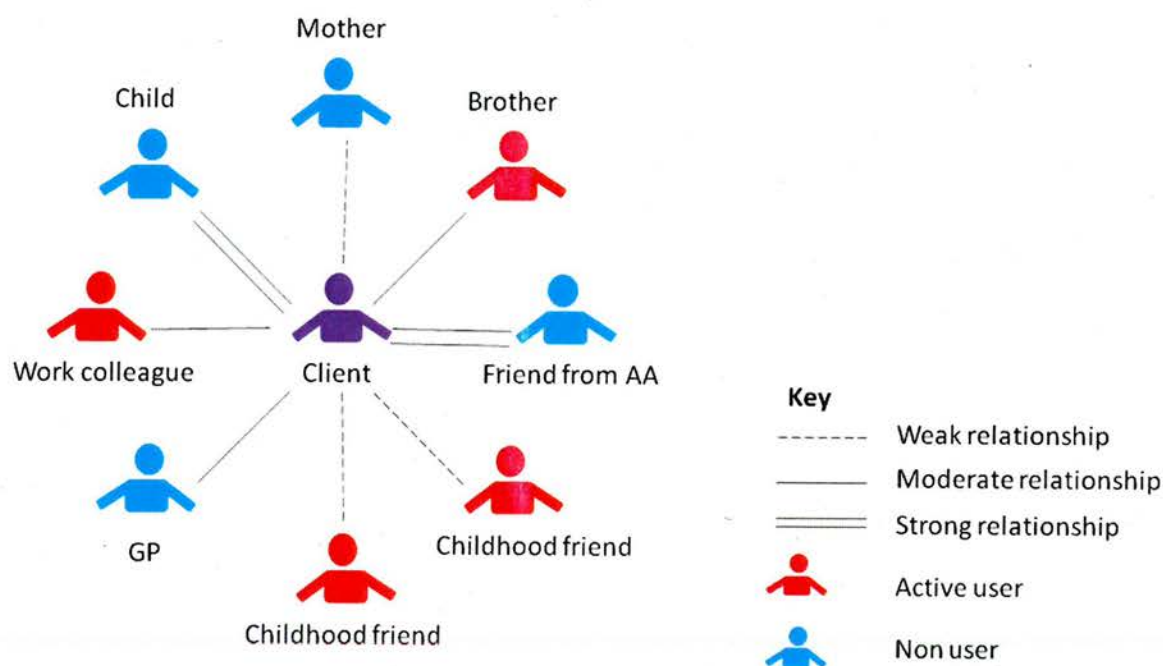 Mother
Child
Brother
Work colleague
Client
Friend from AA
GP
Childhood friend
Childhood friend
Key
Weak relationship
Moderate relationship
Strong relationship
Active user
Non user